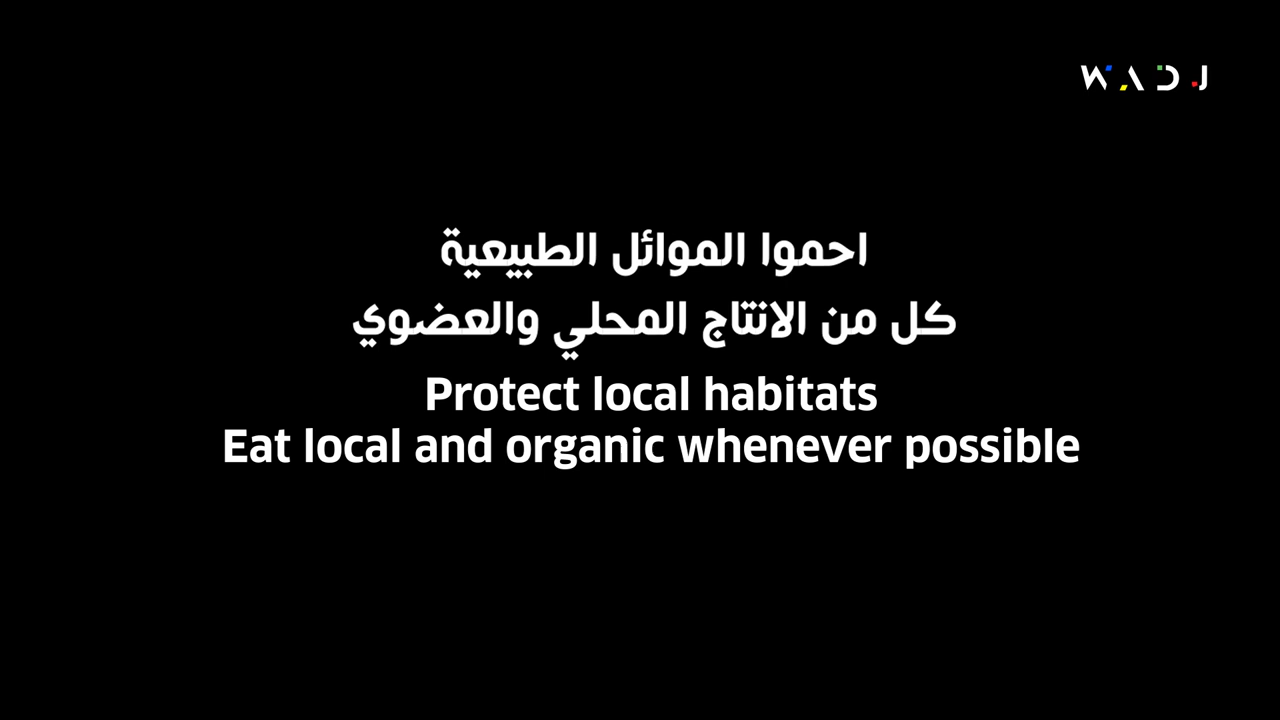 WADJ
احموا الموائل الطبيعية
كل من الانتاج المحلي والعضوي
Protect local habitats
Eat local and organic whenever possible